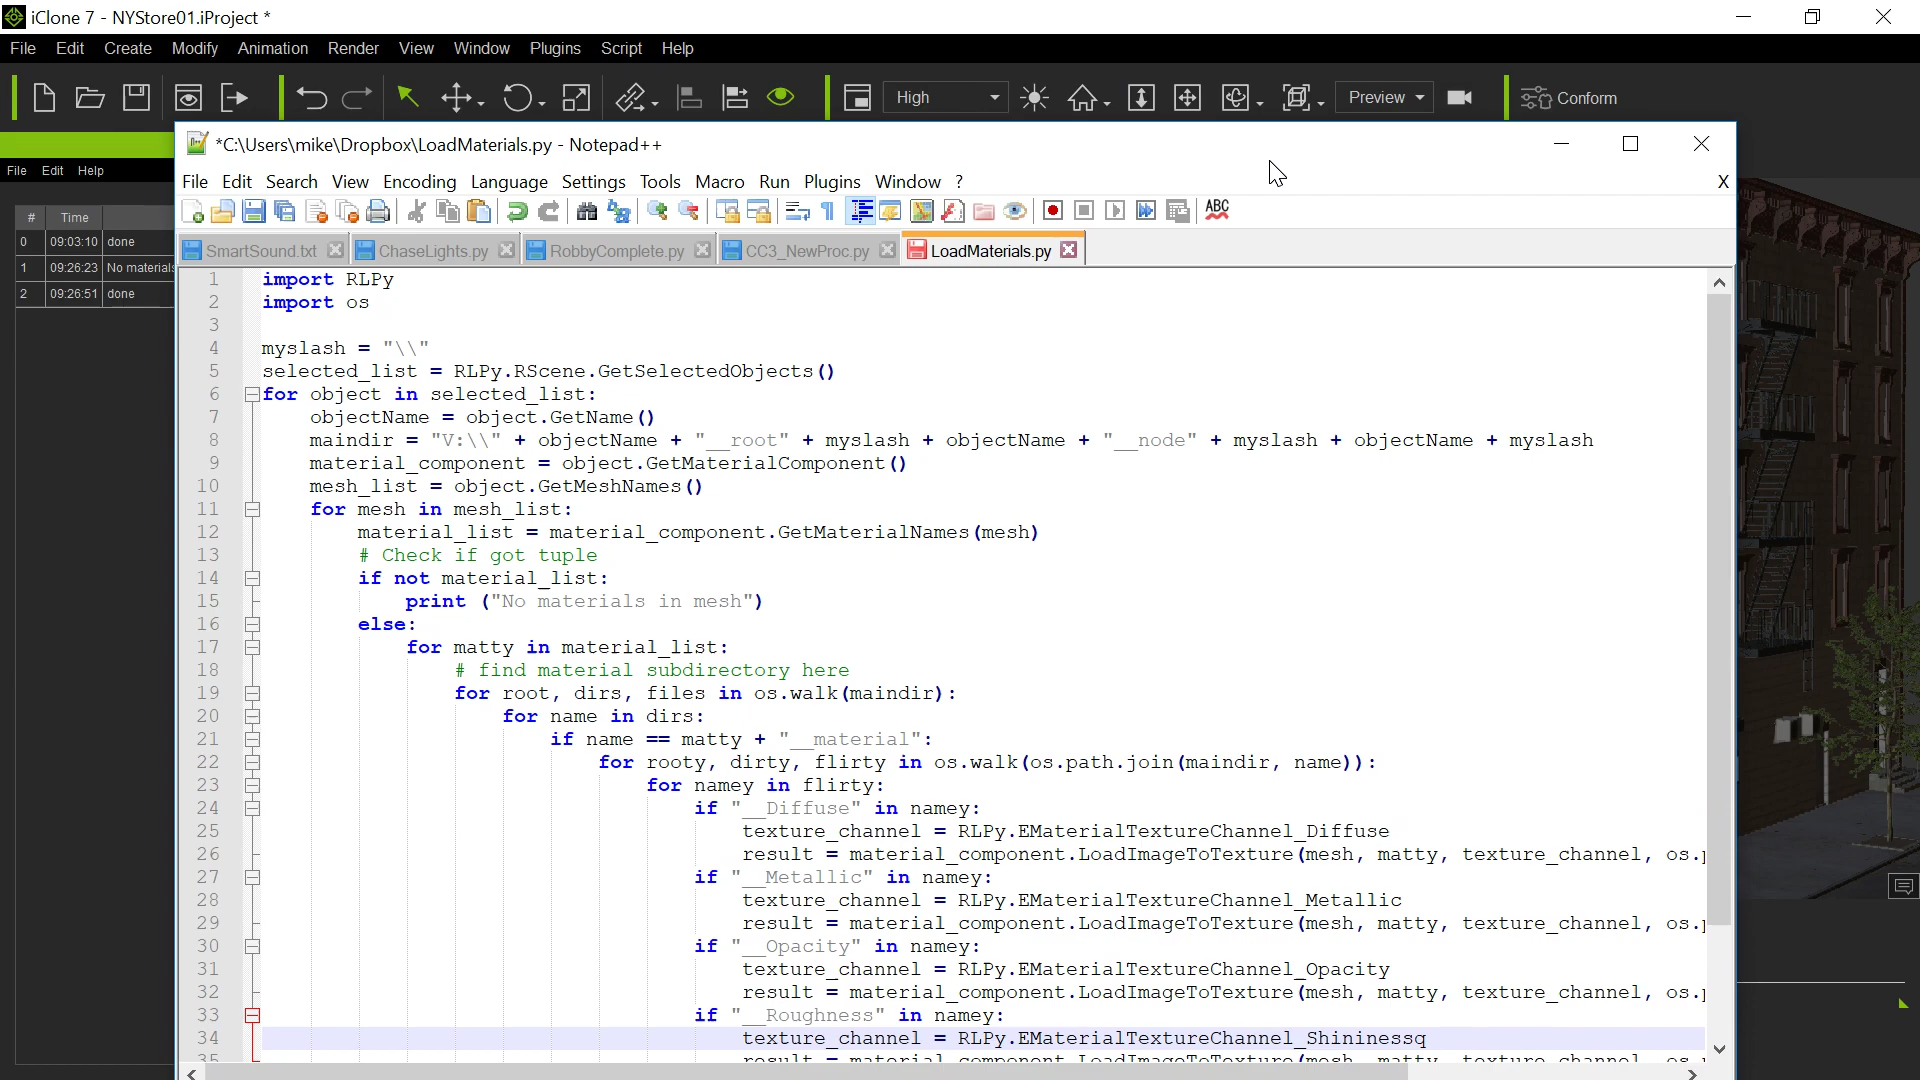 iClone 7 - NYStore01.iProject *
File Edit Create Modify Animation Render View Window Plugins Script Help
High Preview Conform
*C:\Users\mike\Dropbox\LoadMaterials.py - Notepad++
File Edit Help
File Edit Search View Encoding Language Settings Tools Macro Run Plugins Window ? X
ABC
# Time
0 09:03:10 done
1 09:26:23 No materials
2 09:26:51 done
SmartSound.txt ChaseLights.py RobbyComplete.py CC3_NewProc.py LoadMaterials.py
1 import RLPy
2 import os
3
4 myslash = "\\"
5 selected_list = RLPy.RScene.GetSelectedObjects()
6 for object in selected_list:
7 objectName = object.GetName()
8 maindir = "V:\\" + objectName + "__root" + myslash + objectName + "__node" + myslash + objectName + myslash
9 material_component = object.GetMaterialComponent()
10 mesh_list = object.GetMeshNames()
11 for mesh in mesh_list:
12 material_list = material_component.GetMaterialNames(mesh)
13 # Check if got tuple
14 if not material_list:
15 print ("No materials in mesh")
16 else:
17 for matty in material_list:
18 # find material subdirectory here
19 for root, dirs, files in os.walk(maindir):
20 for name in dirs:
21 if name == matty + "__material":
22 for rooty, dirty, flirty in os.walk(os.path.join(maindir, name)):
23 for namey in flirty:
24 if "__Diffuse" in namey:
25 texture_channel = RLPy.EMaterialTextureChannel_Diffuse
26 result = material_component.LoadImageToTexture(mesh, matty, texture_channel, os.
27 if "__Metallic" in namey:
28 texture_channel = RLPy.EMaterialTextureChannel_Metallic
29 result = material_component.LoadImageToTexture(mesh, matty, texture_channel, os.
30 if "__Opacity" in namey:
31 texture_channel = RLPy.EMaterialTextureChannel_Opacity
32 result = material_component.LoadImageToTexture(mesh, matty, texture_channel, os.
33 if "__Roughness" in namey:
34 texture_channel = RLPy.EMaterialTextureChannel_Shininessq
35 result = material_component.LoadImageToTexture(mesh, matty, texture_channel, os.